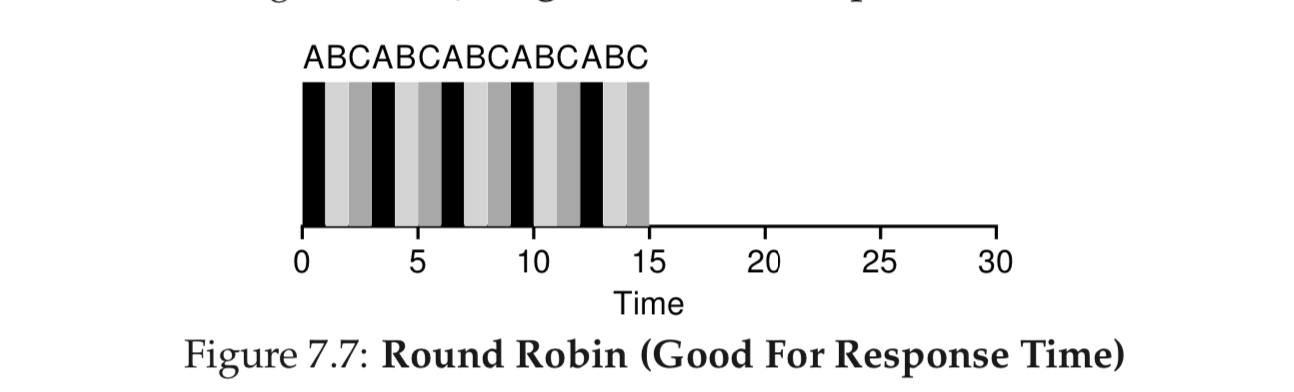 ABCABCABCABCABC
0 5 10 15 20 25 30
Time
Figure 7.7: Round Robin (Good For Response Time)